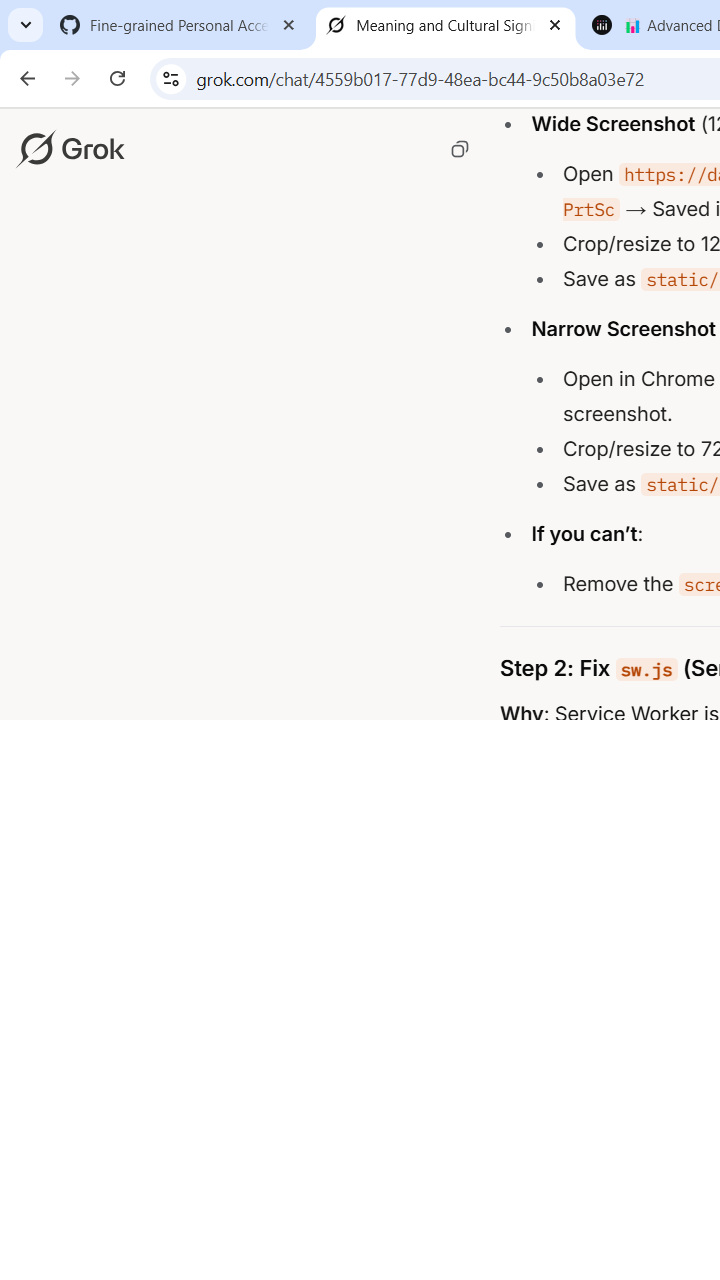 Fine-grained Personal Acce
Meaning and Cultural Sign
Advanced D
grok.com/chat/4559b017-77d9-48ea-bc44-9c50b8a03e72
Grok
• Wide Screenshot (12
• Open https://da
PrtSc → Saved i
• Crop/resize to 12
• Save as static/
• Narrow Screenshot
• Open in Chrome
screenshot.
• Crop/resize to 72
• Save as static/
• If you can’t:
• Remove the scre
Step 2: Fix sw.js (Ser
Why: Service Worker is